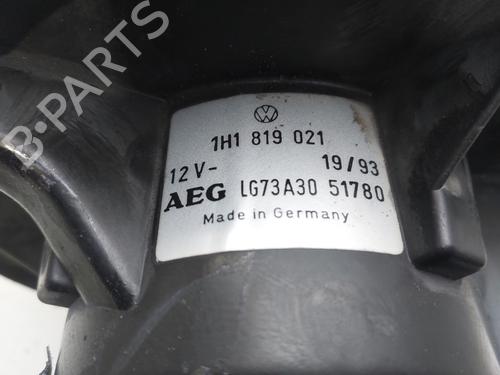 1H1 819 021
12V- 19/93
AEG LG73A30 51780
Made in Germany
B-PARTS